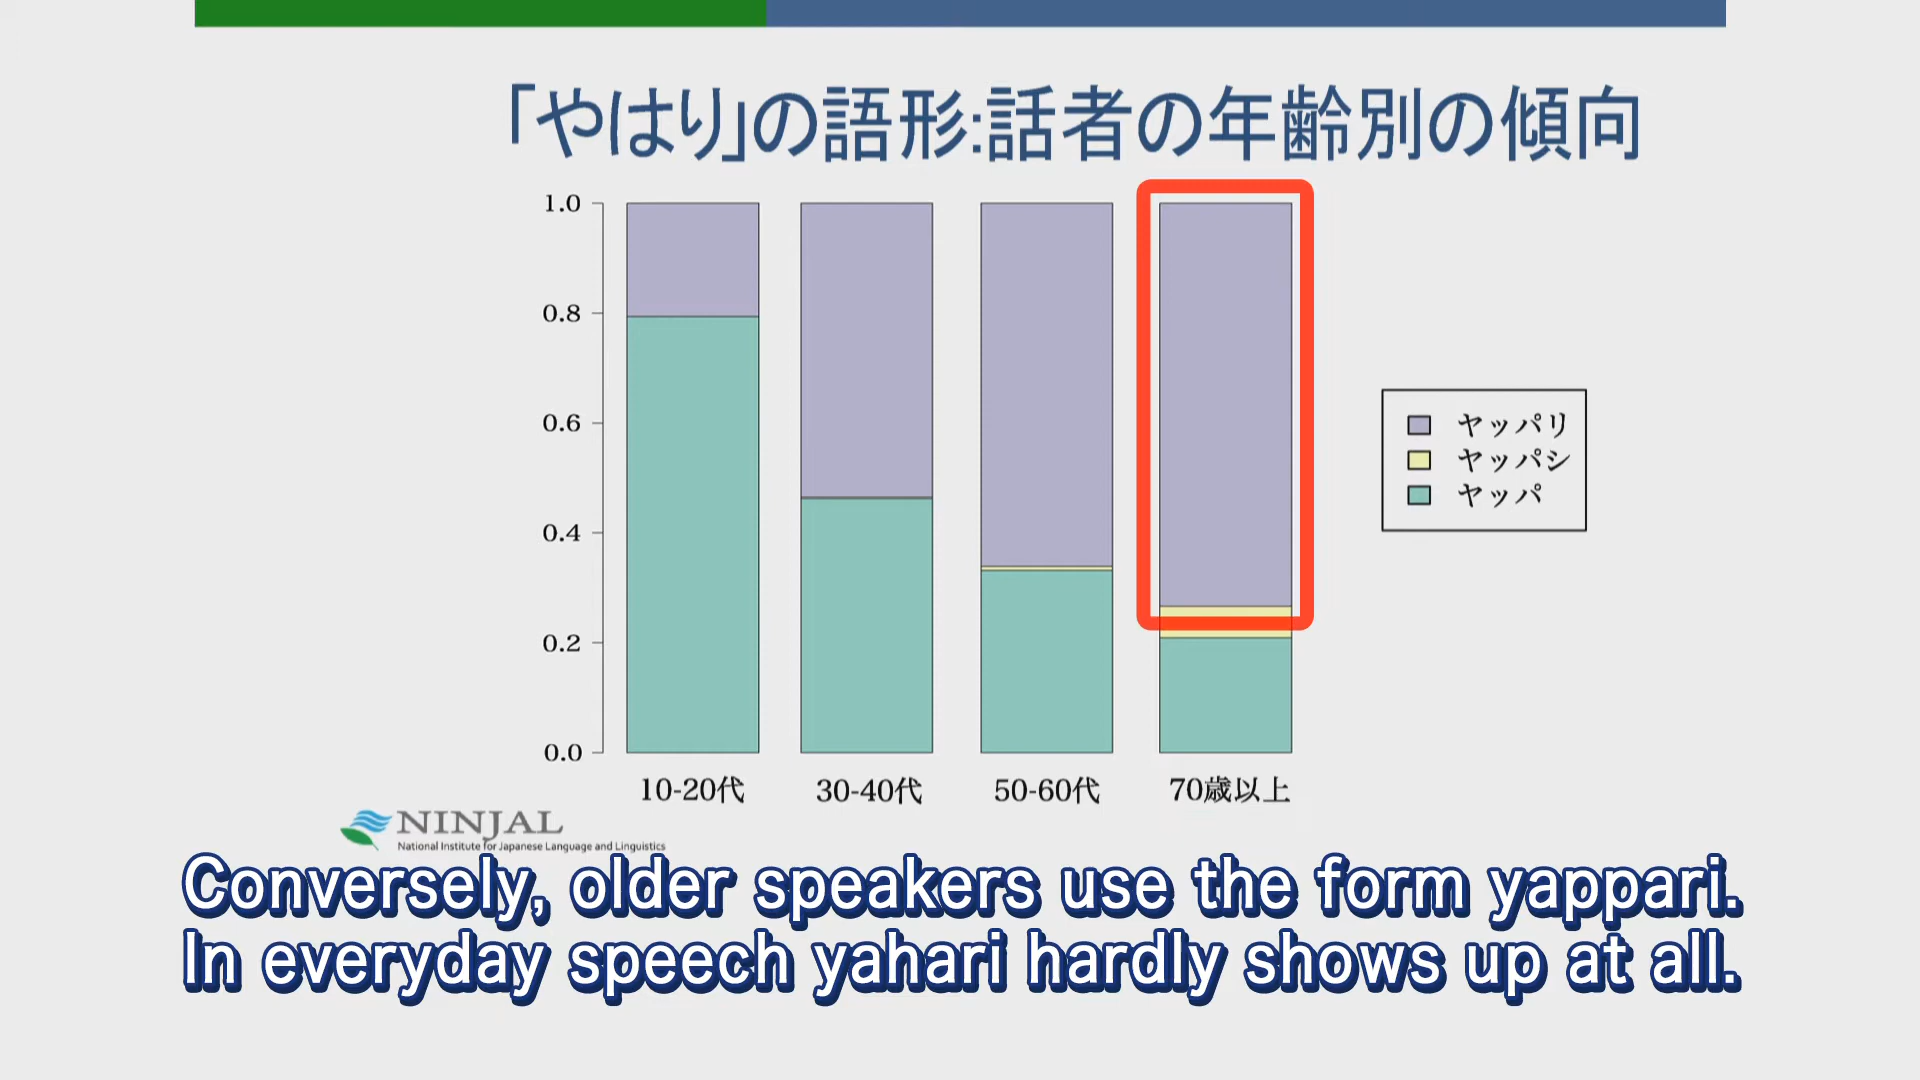 「やはり」の語形:話者の年齢別の傾向
1.0
0.8
0.6
0.4
0.2
0.0
ヤッパリ
ヤッパシ
ヤッパ
10-20代
30-40代
50-60代
70歳以上
NINJAL
National Institute for Japanese Language and Linguistics
Conversely, older speakers use the form yappari.
In everyday speech yahari hardly shows up at all.